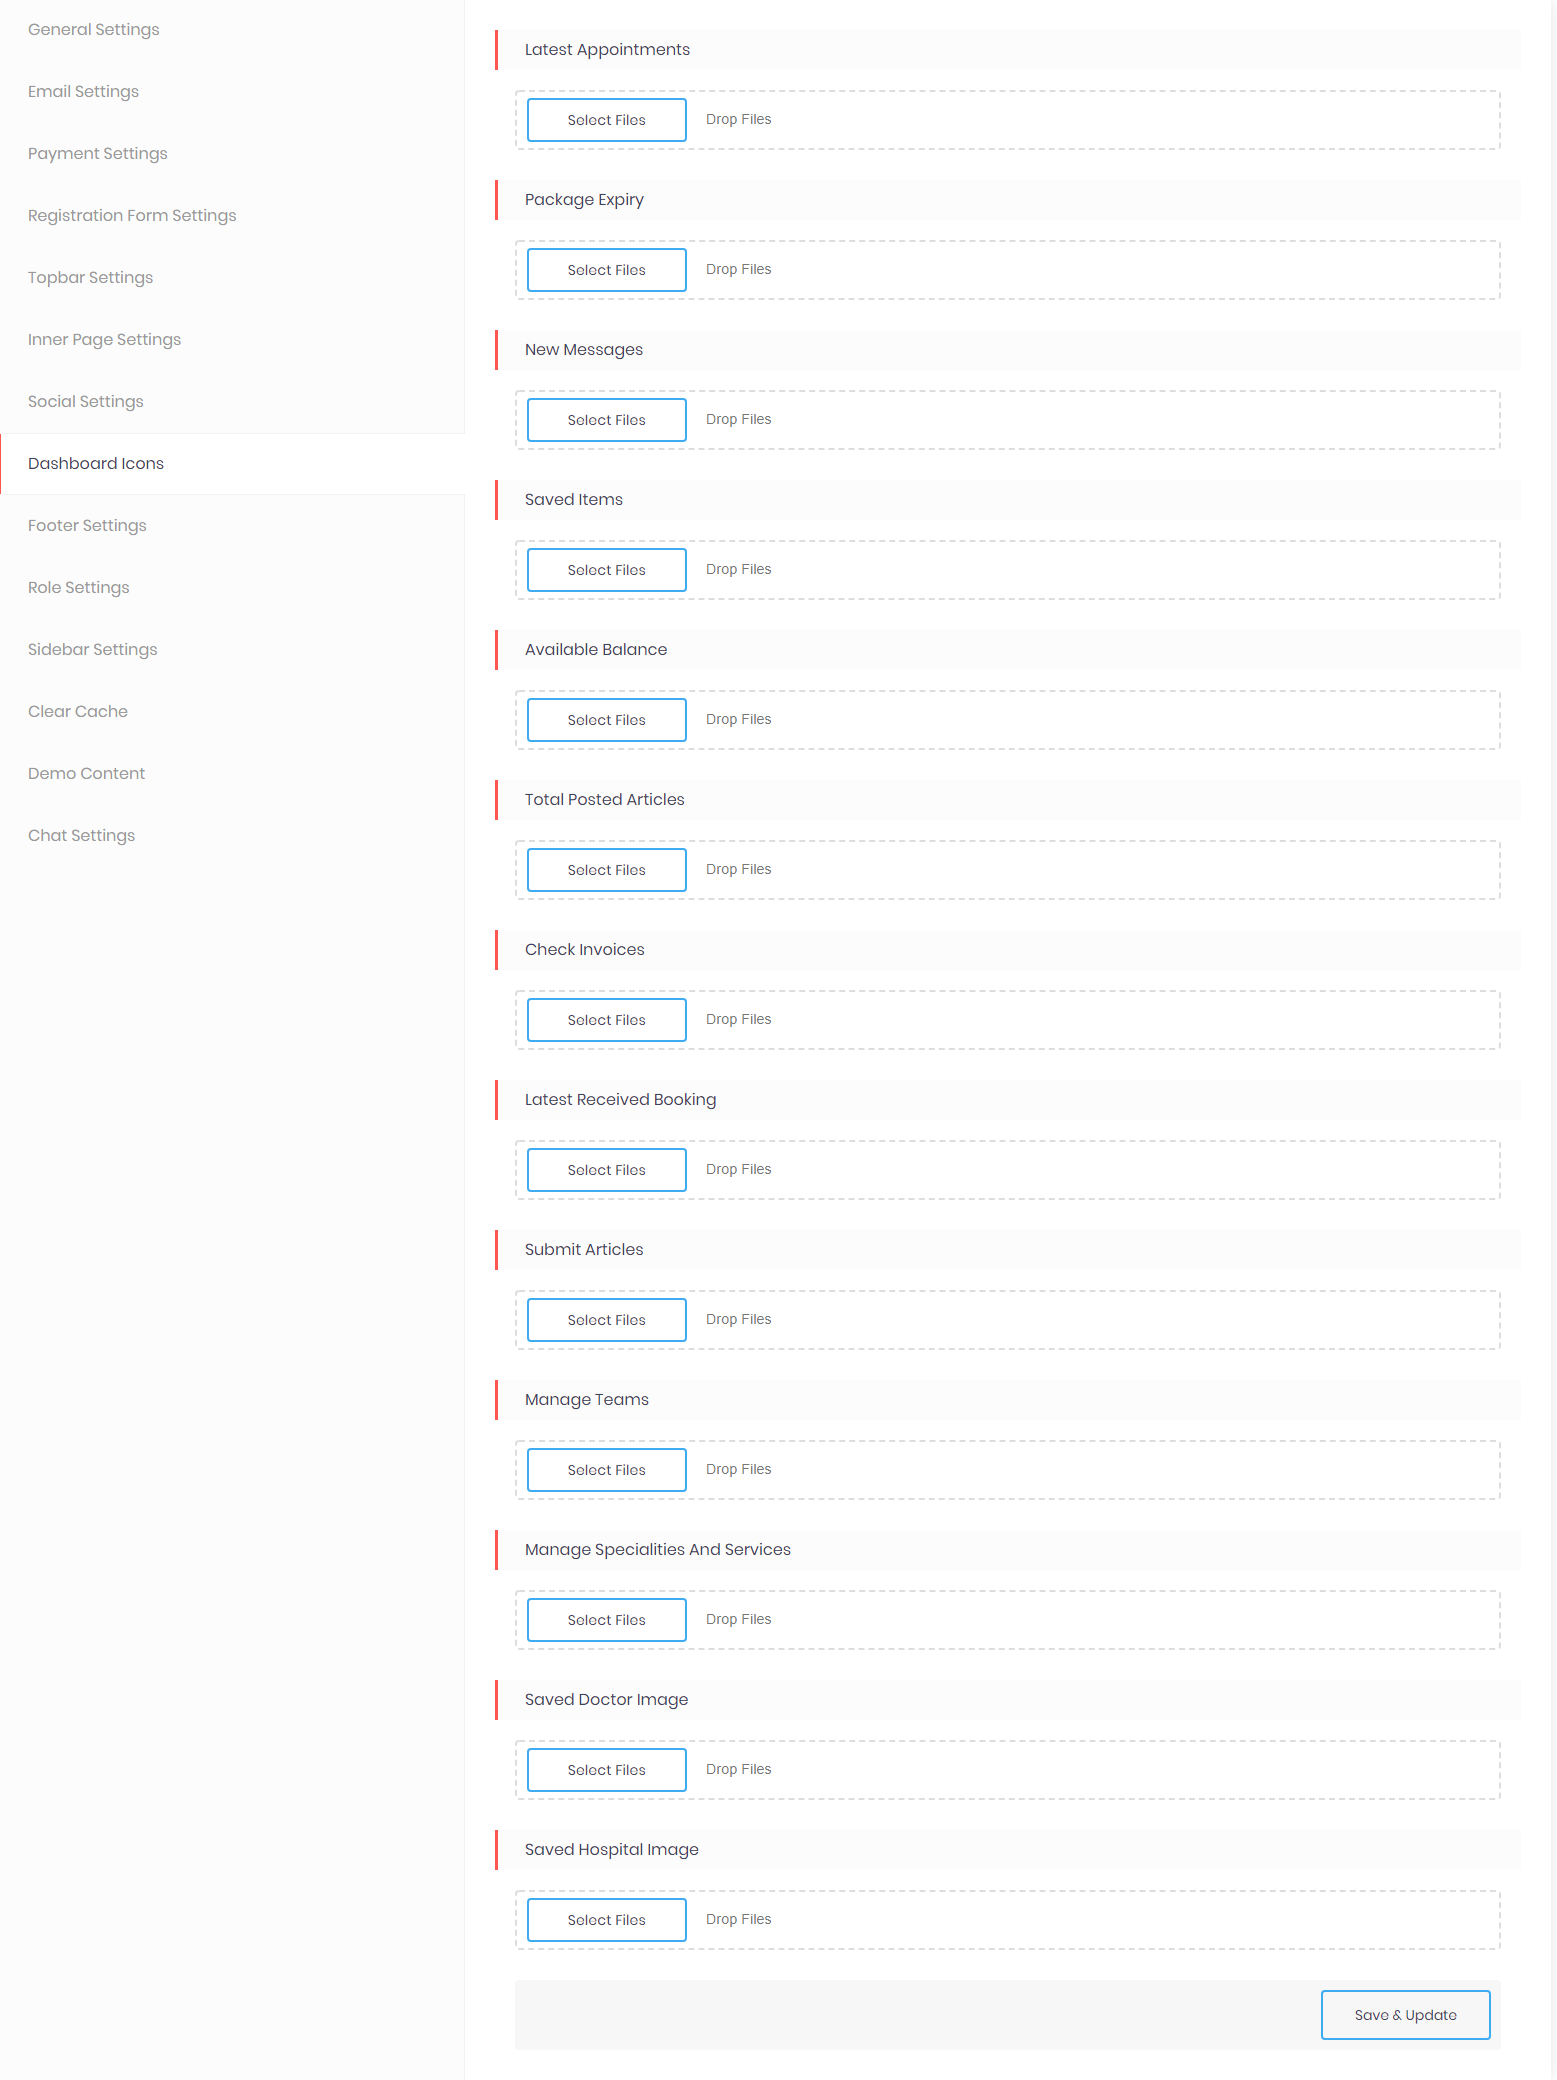 General Settings
Email Settings
Payment Settings
Registration Form Settings
Topbar Settings
Inner Page Settings
Social Settings
Dashboard Icons
Footer Settings
Role Settings
Sidebar Settings
Clear Cache
Demo Content
Chat Settings
Latest Appointments
Select Files Drop Files
Package Expiry
Select Files Drop Files
New Messages
Select Files Drop Files
Saved Items
Select Files Drop Files
Available Balance
Select Files Drop Files
Total Posted Articles
Select Files Drop Files
Check Invoices
Select Files Drop Files
Latest Received Booking
Select Files Drop Files
Submit Articles
Select Files Drop Files
Manage Teams
Select Files Drop Files
Manage Specialities And Services
Select Files Drop Files
Saved Doctor Image
Select Files Drop Files
Saved Hospital Image
Select Files Drop Files
Save & Update